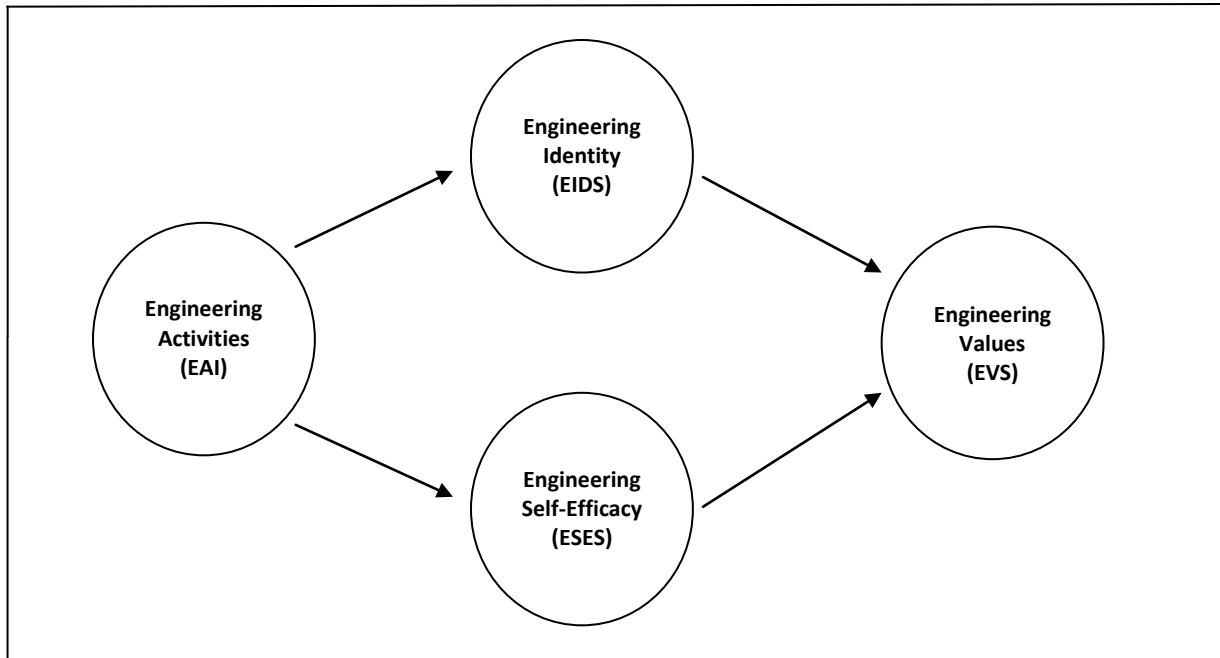 Engineering
Identity
(EIDS)
Engineering
Activities
(EAI)
Engineering
Values
(EVS)
Engineering
Self-Efficacy
(ESES)